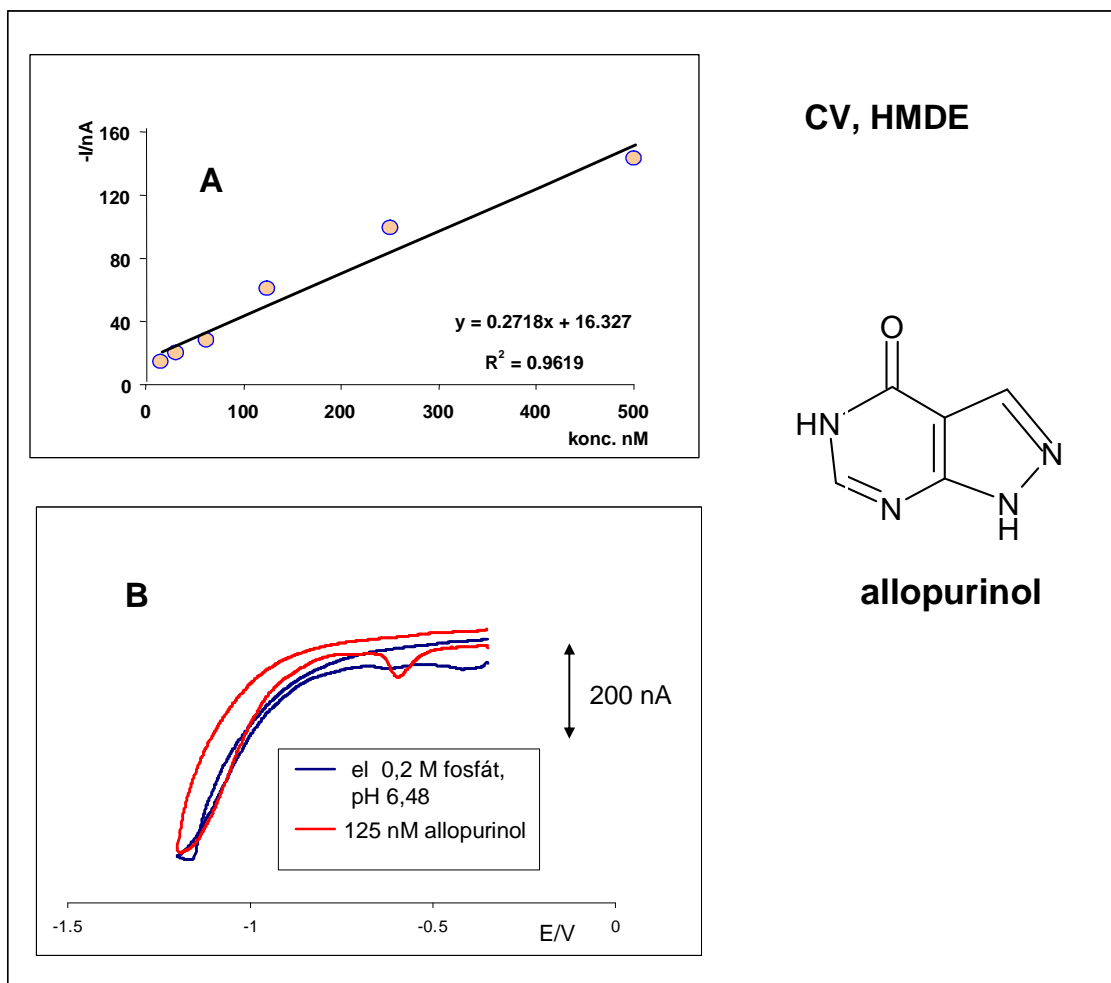 CV, HMDE
-I/nA
160
120
80
40
0
A
y = 0.2718x + 16.327
R² = 0.9619
0 100 200 300 400 500
konc. nM
O
HN
N
N
N
H
allopurinol
B
200 nA
el 0,2 M fosfát,
pH 6,48
125 nM allopurinol
-1.5 -1 -0.5 0
E/V